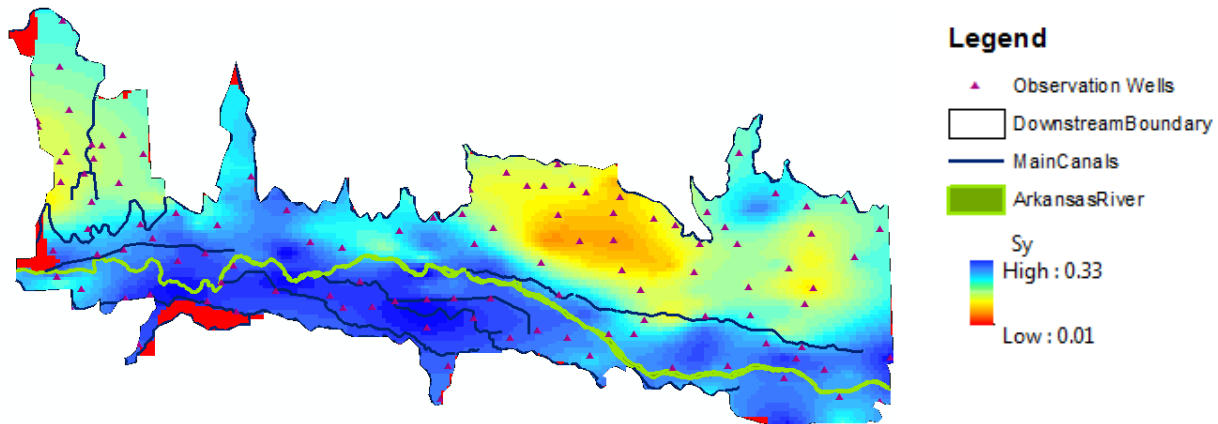 Legend
Observation Wells
DownstreamBoundary
MainCanals
ArkansasRiver
Sy
High : 0.33
Low : 0.01